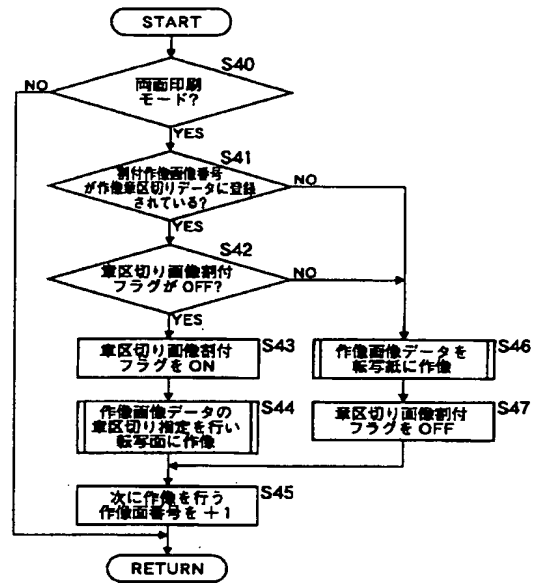 START
S40
両面印刷
モード?
NO
YES
S41
割付作像画像番号
が作像章区切りデータに登録
されている?
NO
YES
S42
章区切り画像割付
フラグがOFF?
NO
YES
章区切り画像割付
フラグをON
S43
作像画像データを
転写紙に作像
S46
作像画像データの
章区切り指定を行い
転写面に作像
S44
章区切り画像割付
フラグをOFF
S47
次に作像を行う
作像面番号を+1
S45
RETURN